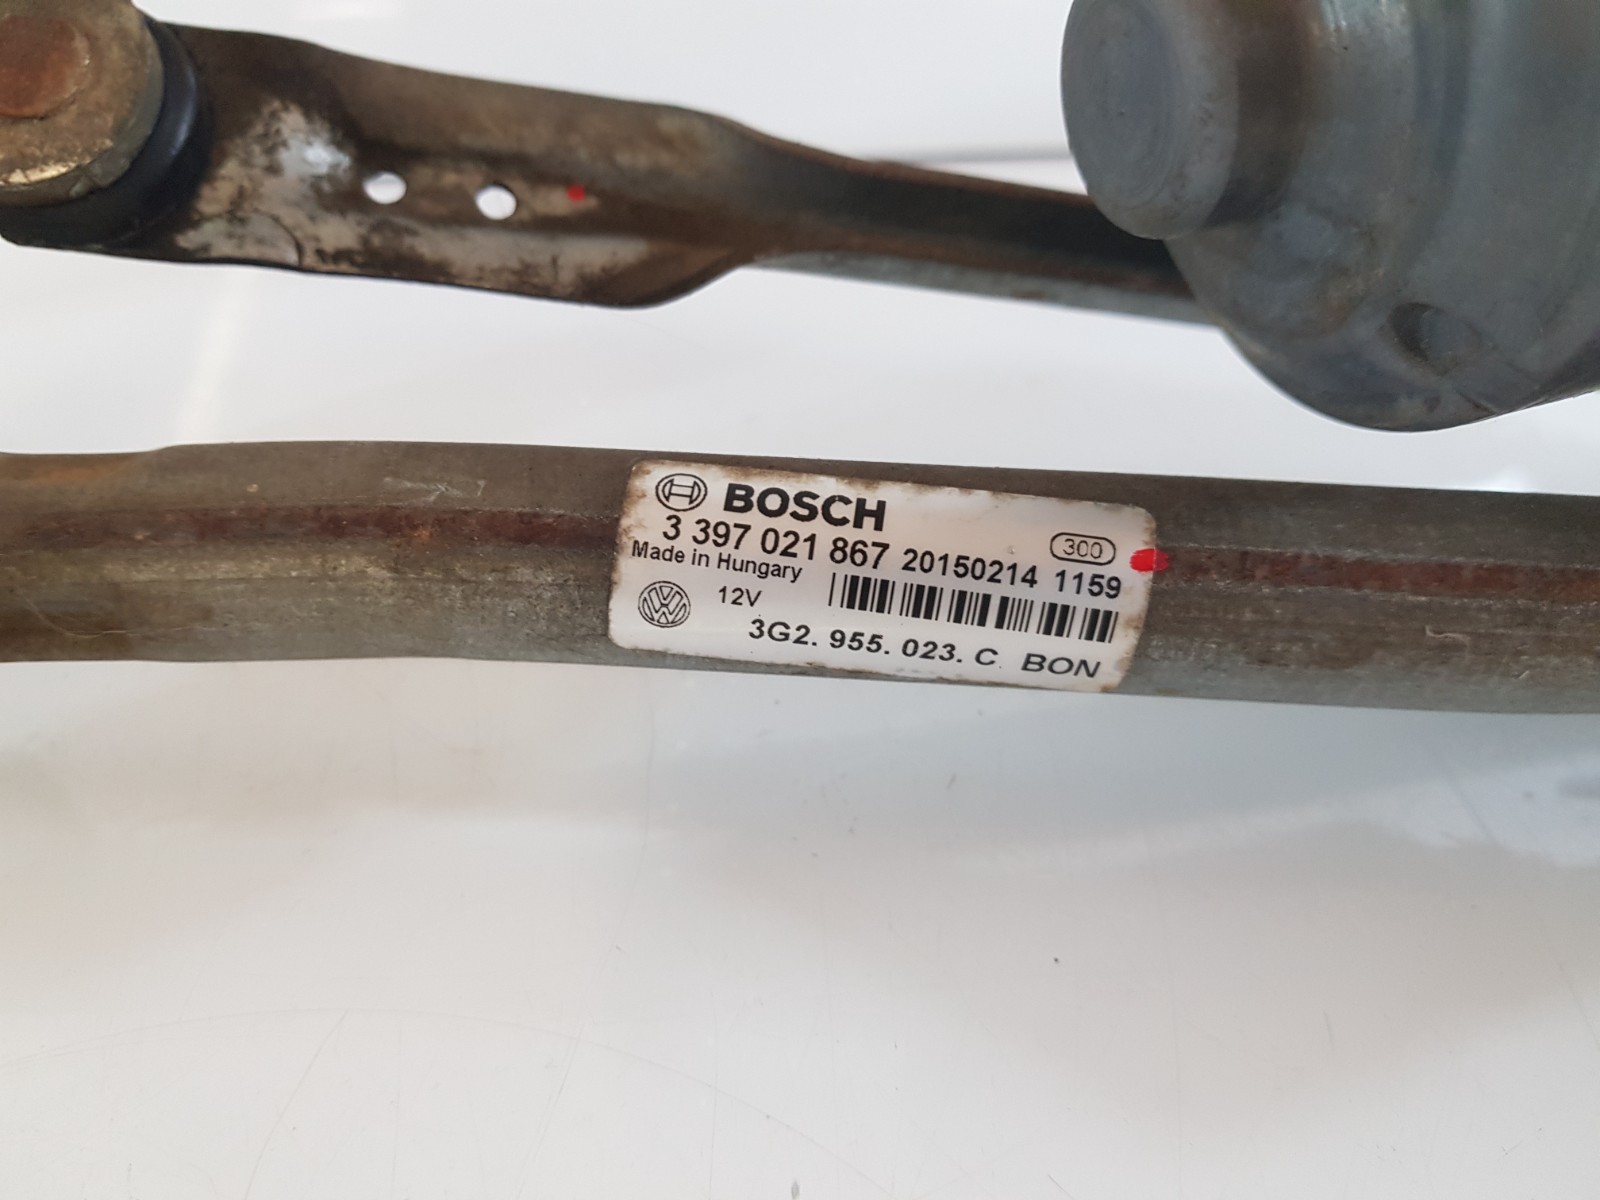 BOSCH
3 397 021 867 20150214 1159
300
Made in Hungary
12V
3G2. 955. 023. C BON